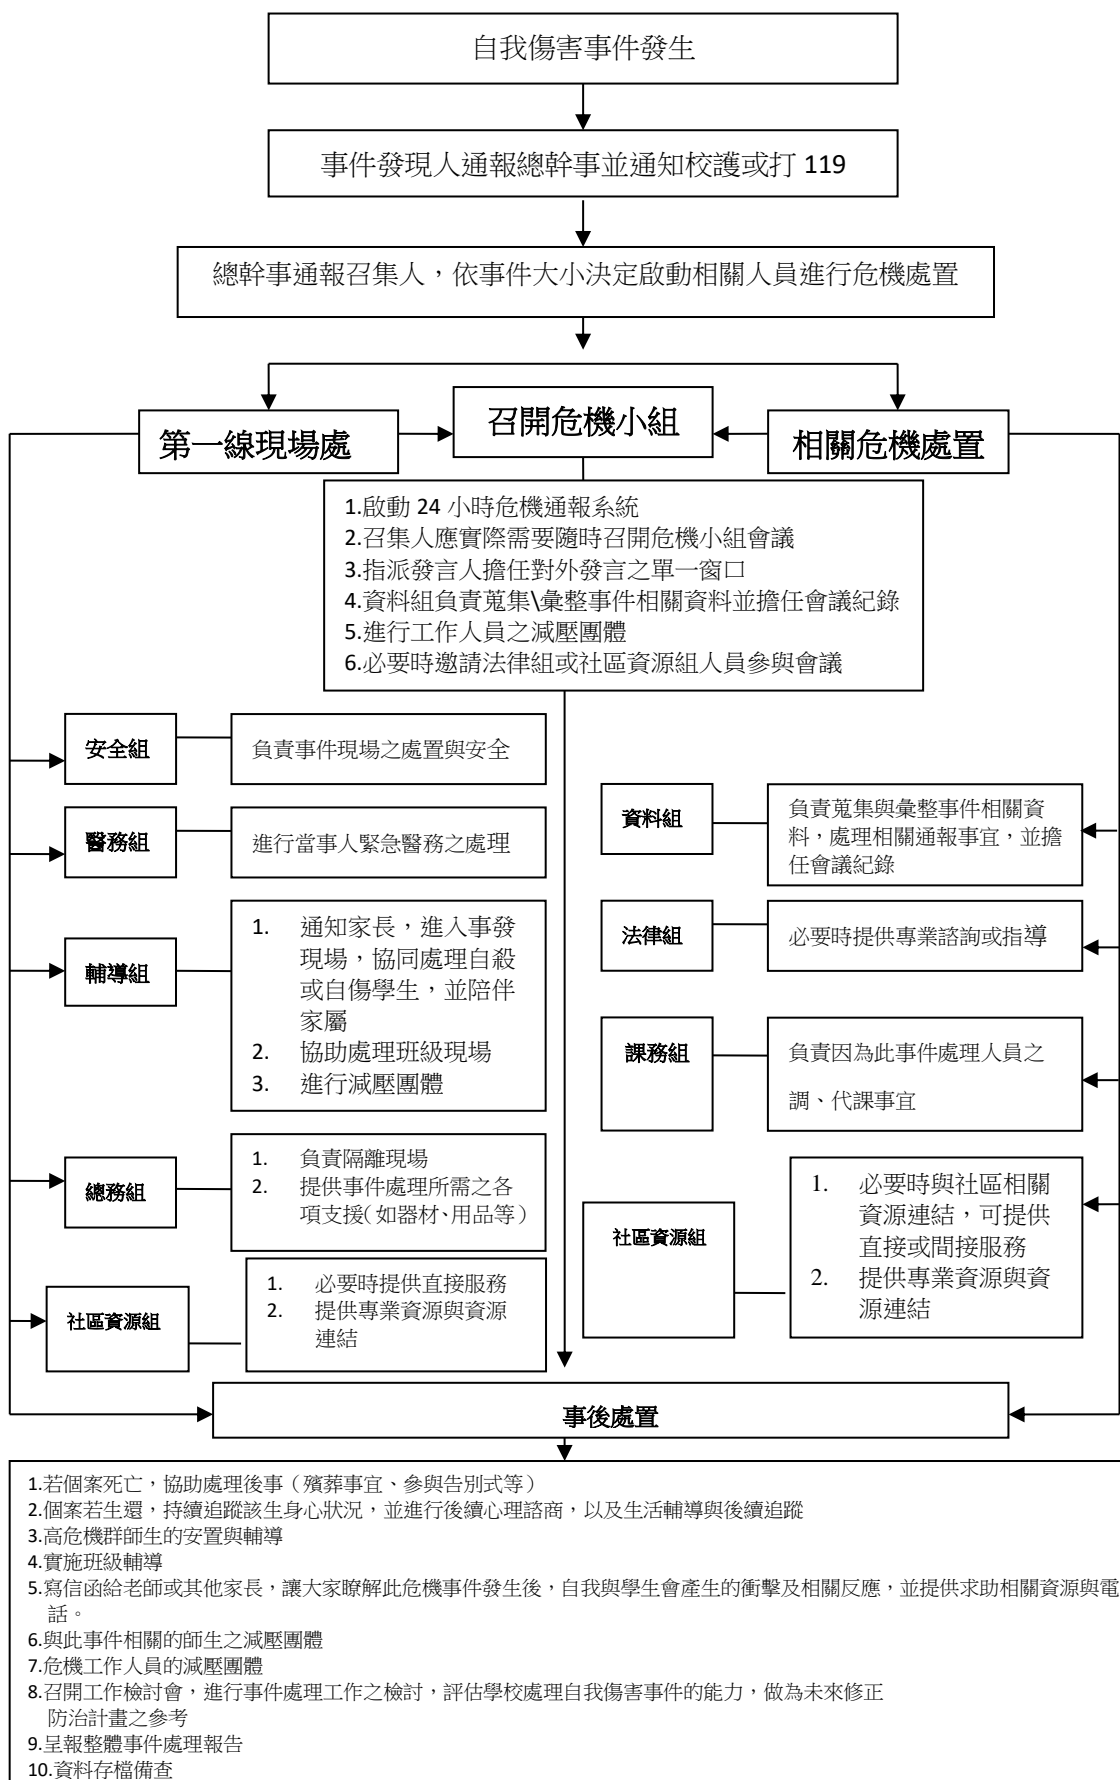 自我傷害事件發生
事件發現人通報總幹事並通知校護或打 119
總幹事通報召集人，依事件大小決定啟動相關人員進行危機處置
第一線現場處
召開危機小組
相關危機處置
1.啟動 24 小時危機通報系統
2.召集人應實際需要隨時召開危機小組會議
3.指派發言人擔任對外發言之單一窗口
4.資料組負責蒐集\彙整事件相關資料並擔任會議紀錄
5.進行工作人員之減壓團體
6.必要時邀請法律組或社區資源組人員參與會議
安全組
負責事件現場之處置與安全
醫務組
進行當事人緊急醫務之處理
輔導組
1. 通知家長，進入事發
現場，協同處理自殺
或自傷學生，並陪伴
家屬
2. 協助處理班級現場
3. 進行減壓團體
總務組
1. 負責隔離現場
2. 提供事件處理所需之各
項支援（如器材、用品等）
社區資源組
1. 必要時提供直接服務
2. 提供專業資源與資源
連結
資料組
負責蒐集與彙整事件相關資
料，處理相關通報事宜，並擔
任會議紀錄
法律組
必要時提供專業諮詢或指導
課務組
負責因為此事件處理人員之
調、代課事宜
社區資源組
1. 必要時與社區相關
資源連結，可提供
直接或間接服務
2. 提供專業資源與資
源連結
事後處置
1.若個案死亡，協助處理後事（殯葬事宜、參與告別式等）
2.個案若生還，持續追蹤該生身心狀況，並進行後續心理諮商，以及生活輔導與後續追蹤
3.高危機群師生的安置與輔導
4.實施班級輔導
5.寫信函給老師或其他家長，讓大家瞭解此危機事件發生後，自我與學生會產生的衝擊及相關反應，並提供求助相關資源與電
話。
6.與此事件相關的師生之減壓團體
7.危機工作人員的減壓團體
8.召開工作檢討會，進行事件處理工作之檢討，評估學校處理自我傷害事件的能力，做為未來修正
防治計畫之參考
9.呈報整體事件處理報告
10.資料存檔備查